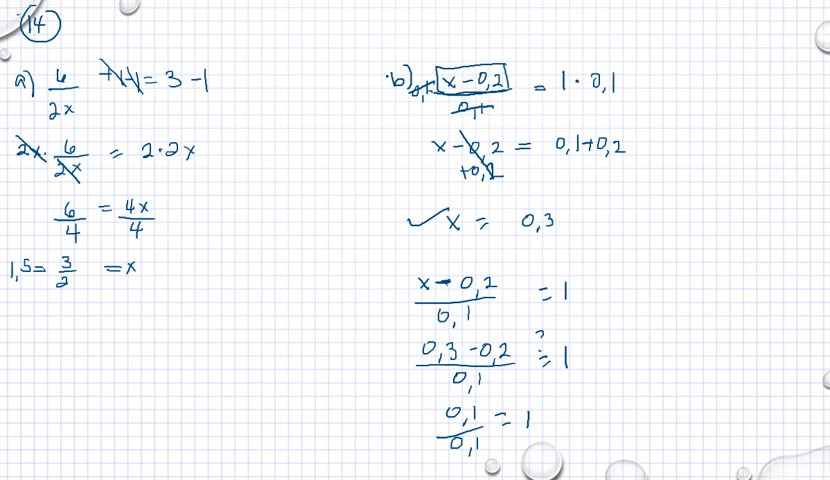 14
a) 6/2x +1-1 = 3 - 1
2x · 6/2x = 2 · 2x
6/4 = 4x/4
1,5 = 3/2 = x
b) 0,1 · (x - 0,2)/0,1 = 1 · 0,1
x - 0,2 + 0,2 = 0,1 + 0,2
✓ x = 0,3
(x - 0,2)/0,1 = 1
(0,3 - 0,2)/0,1 ≟ 1
0,1/0,1 = 1